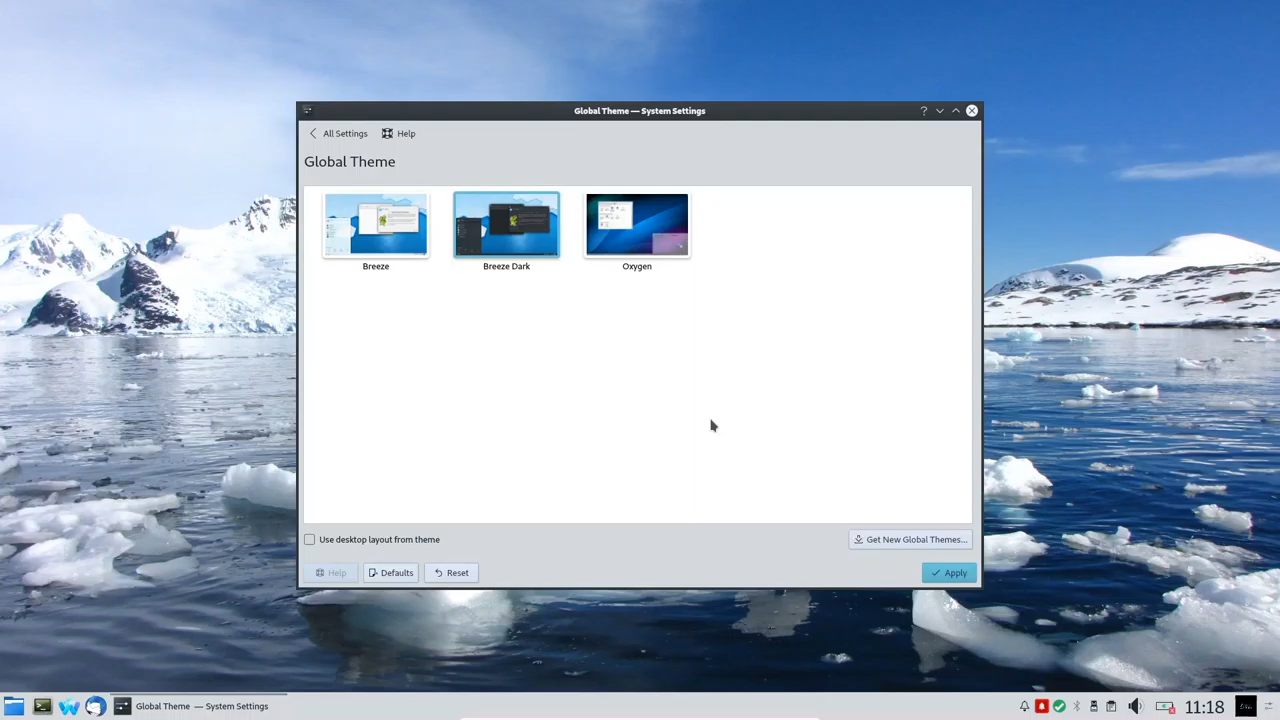 Global Theme — System Settings
All Settings
Help
Global Theme
Breeze
Breeze Dark
Oxygen
Use desktop layout from theme
Get New Global Themes...
Help
Defaults
Reset
Apply
Global Theme — System Settings
11:18